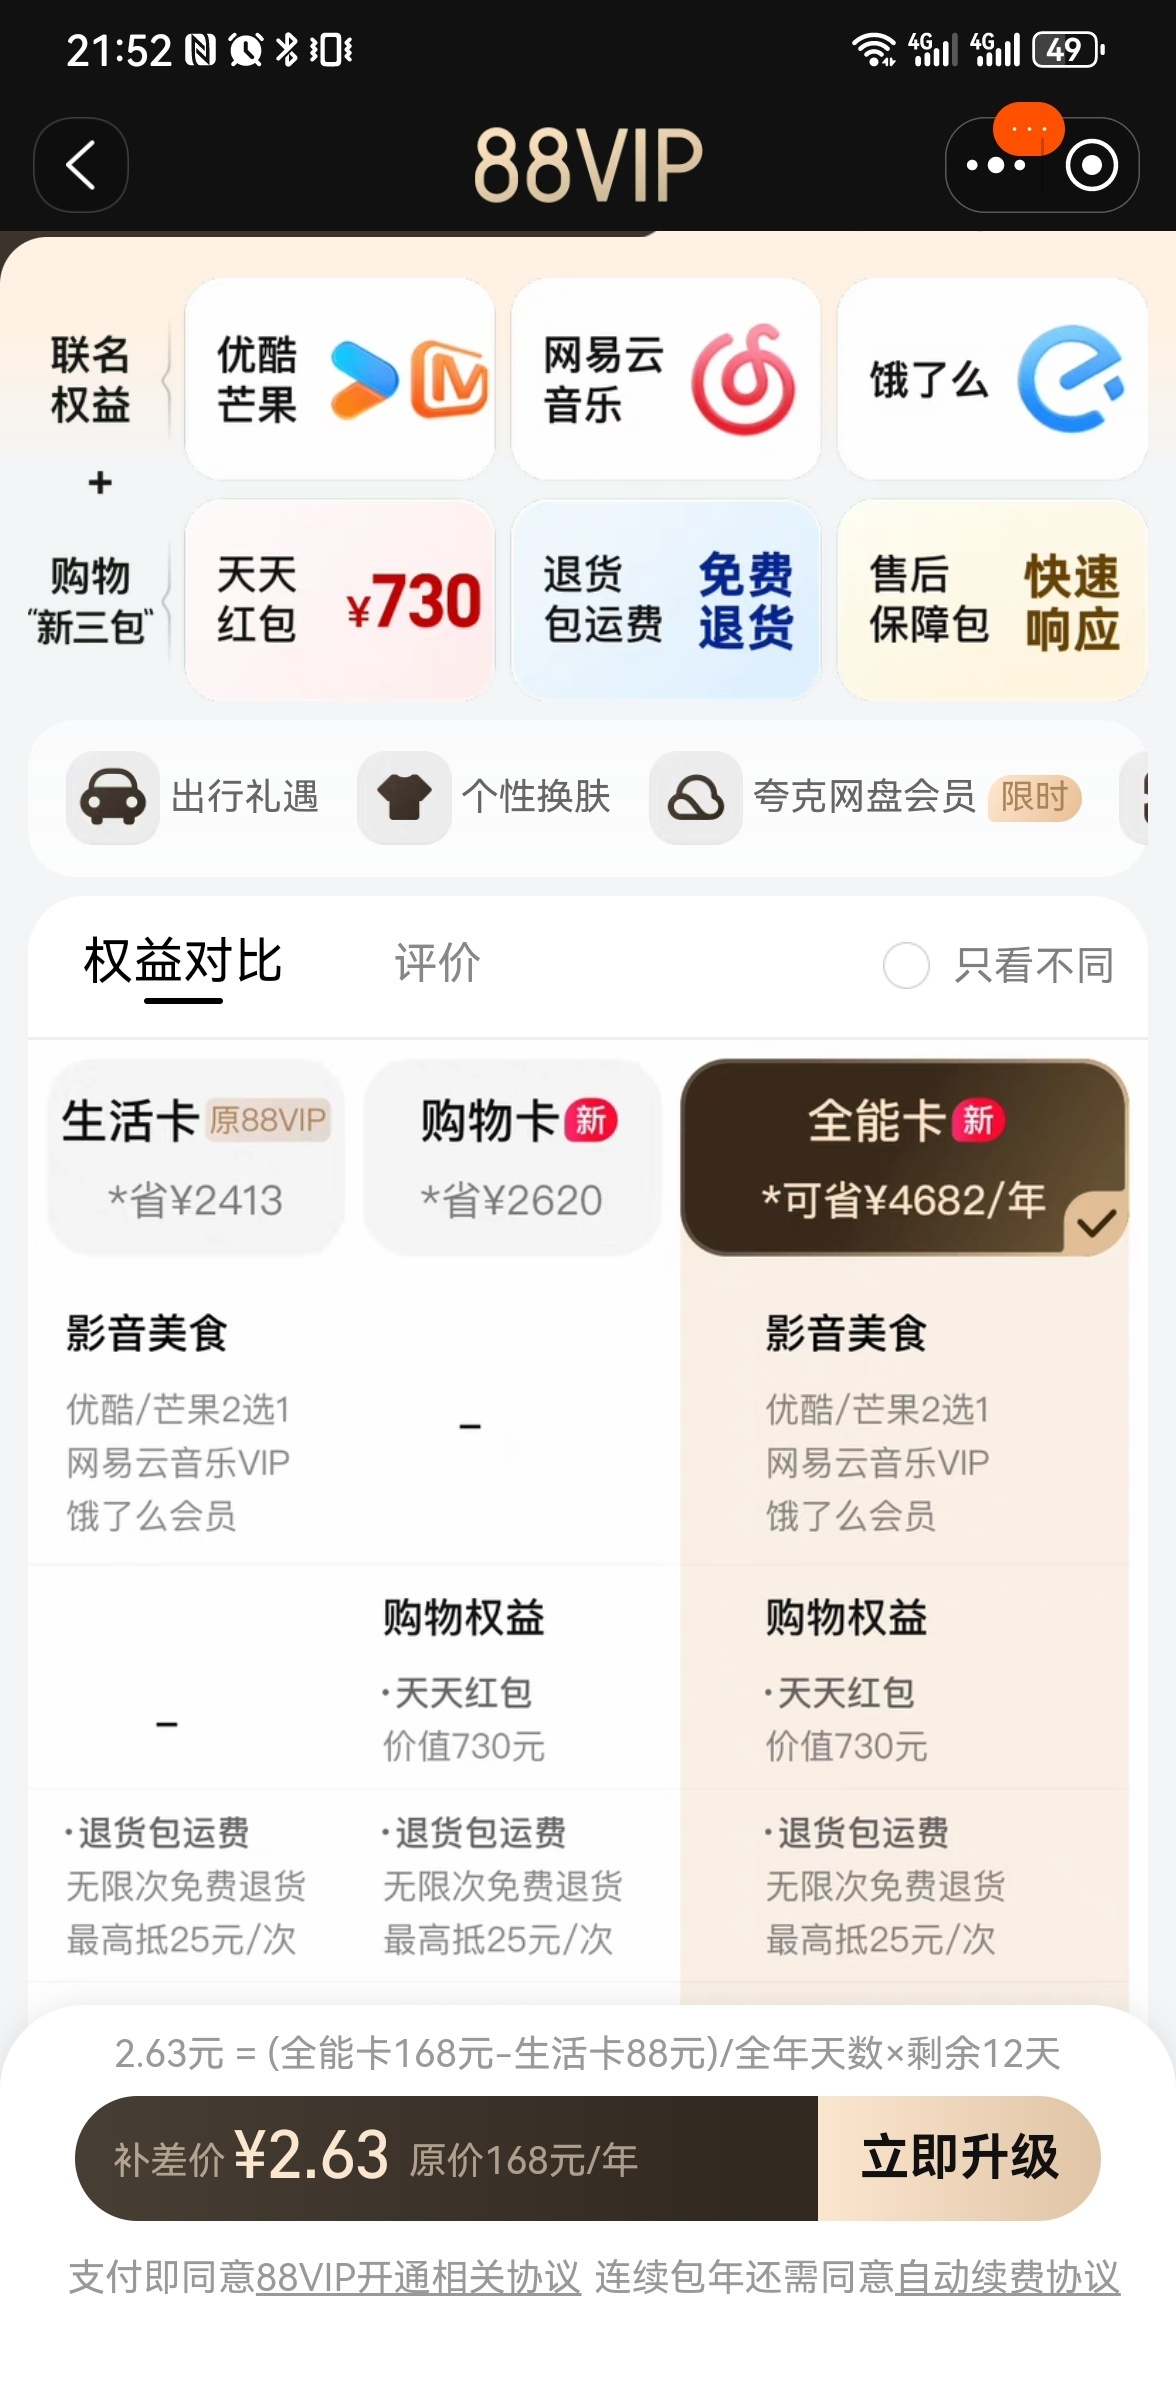 21:52 4G 4G 49
88VIP
联名
权益
优酷
芒果
网易云
音乐
饿了么
+
购物
“新三包”
天天
红包
¥730
退货
包运费
免费
退货
售后
保障包
快速
响应
出行礼遇 个性换肤 夸克网盘会员 限时
权益对比 评价 只看不同
生活卡 原88VIP
*省¥2413
购物卡 新
*省¥2620
全能卡 新
*可省¥4682/年
影音美食
优酷/芒果2选1
网易云音乐VIP
饿了么会员
–
影音美食
优酷/芒果2选1
网易云音乐VIP
饿了么会员
–
购物权益
·天天红包
价值730元
购物权益
·天天红包
价值730元
·退货包运费
无限次免费退货
最高抵25元/次
·退货包运费
无限次免费退货
最高抵25元/次
·退货包运费
无限次免费退货
最高抵25元/次
2.63元 = (全能卡168元-生活卡88元)/全年天数×剩余12天
补差价 ¥2.63 原价168元/年 立即升级
支付即同意88VIP开通相关协议 连续包年还需同意自动续费协议